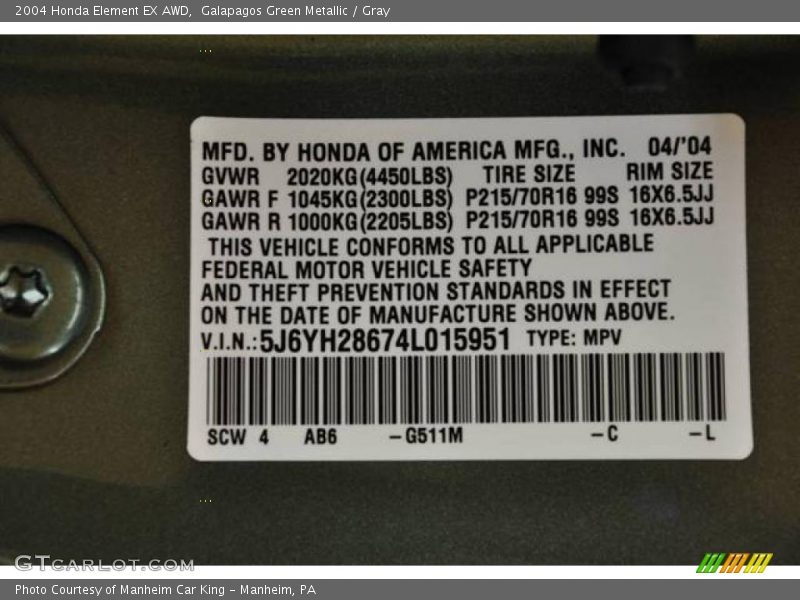 2004 Honda Element EX AWD,  Galapagos Green Metallic / Gray
MFD. BY HONDA OF AMERICA MFG., INC. 04/'04
GVWR 2020KG(4450LBS) TIRE SIZE RIM SIZE
GAWR F 1045KG(2300LBS) P215/70R16 99S 16X6.5JJ
GAWR R 1000KG(2205LBS) P215/70R16 99S 16X6.5JJ
THIS VEHICLE CONFORMS TO ALL APPLICABLE
FEDERAL MOTOR VEHICLE SAFETY
AND THEFT PREVENTION STANDARDS IN EFFECT
ON THE DATE OF MANUFACTURE SHOWN ABOVE.
V.I.N.:5J6YH28674L015951 TYPE: MPV
SCW 4 AB6 -G511M -C -L
GTCARLOT.COM
Photo Courtesy of Manheim Car King - Manheim, PA